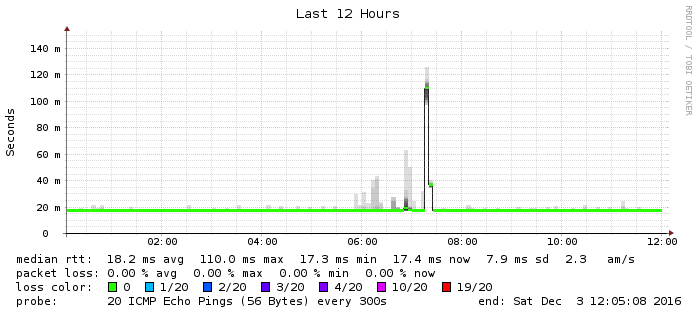 Last 12 Hours
RRDTOOL / TOBI OETIKER
Seconds
140 m
120 m
100 m
80 m
60 m
40 m
20 m
0
02:00 04:00 06:00 08:00 10:00 12:00
median rtt: 18.2 ms avg 110.0 ms max 17.3 ms min 17.4 ms now 7.9 ms sd 2.3 am/s
packet loss: 0.00 % avg 0.00 % max 0.00 % min 0.00 % now
loss color: 0 1/20 2/20 3/20 4/20 10/20 19/20
probe: 20 ICMP Echo Pings (56 Bytes) every 300s end: Sat Dec 3 12:05:08 2016